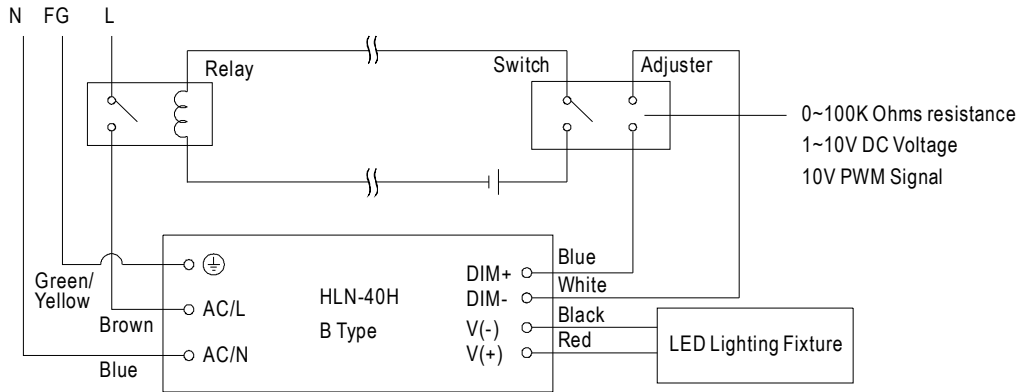 N FG L
Relay
Switch
Adjuster
0~100K Ohms resistance
1~10V DC Voltage
10V PWM Signal
Green/
Yellow
Brown
Blue
AC/L
AC/N
HLN-40H
B Type
DIM+
DIM-
V(-)
V(+)
Blue
White
Black
Red
LED Lighting Fixture